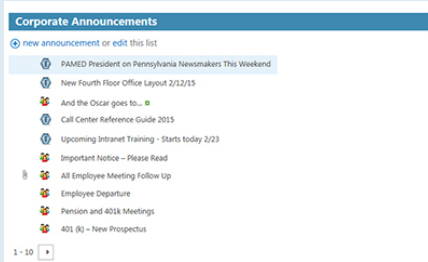 Corporate Announcements
new announcement or edit this list
PAMED President on Pennsylvania Newsmakers This Weekend
New Fourth Floor Office Layout 2/12/15
And the Oscar goes to...
Call Center Reference Guide 2015
Upcoming Intranet Training - Starts today 2/23
Important Notice – Please Read
All Employee Meeting Follow Up
Employee Departure
Pension and 401k Meetings
401 (k) – New Prospectus
1 - 10